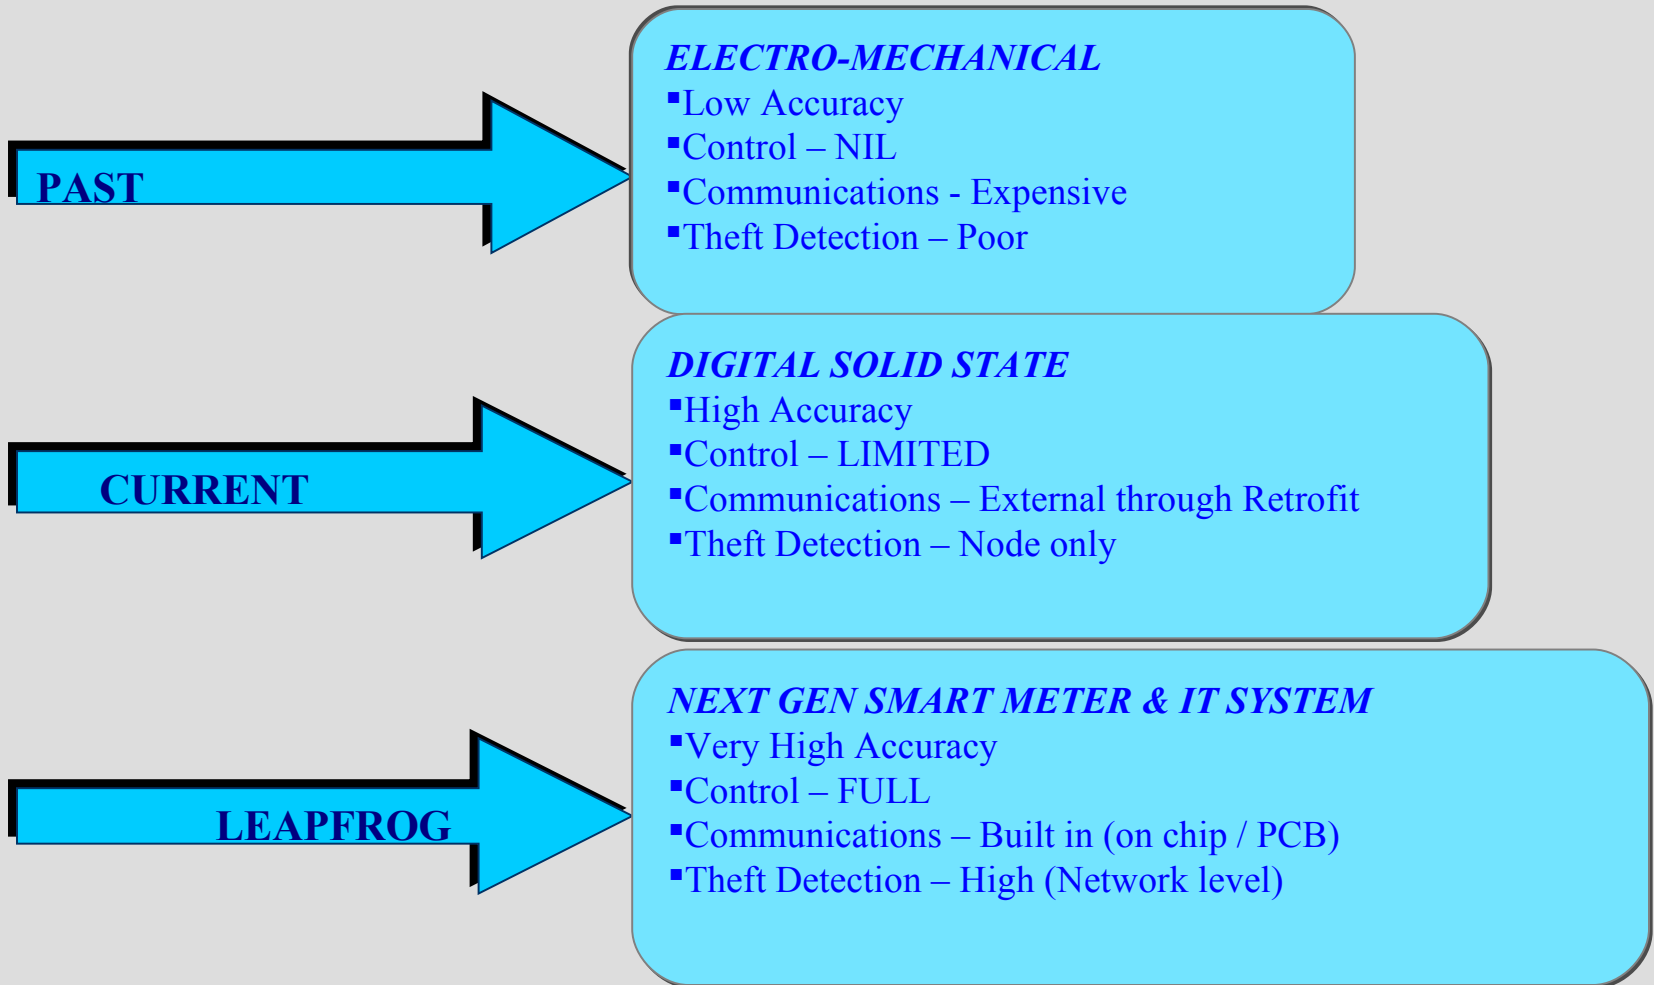 PAST
ELECTRO-MECHANICAL
▪Low Accuracy
▪Control – NIL
▪Communications - Expensive
▪Theft Detection – Poor
CURRENT
DIGITAL SOLID STATE
▪High Accuracy
▪Control – LIMITED
▪Communications – External through Retrofit
▪Theft Detection – Node only
LEAPFROG
NEXT GEN SMART METER & IT SYSTEM
▪Very High Accuracy
▪Control – FULL
▪Communications – Built in (on chip / PCB)
▪Theft Detection – High (Network level)